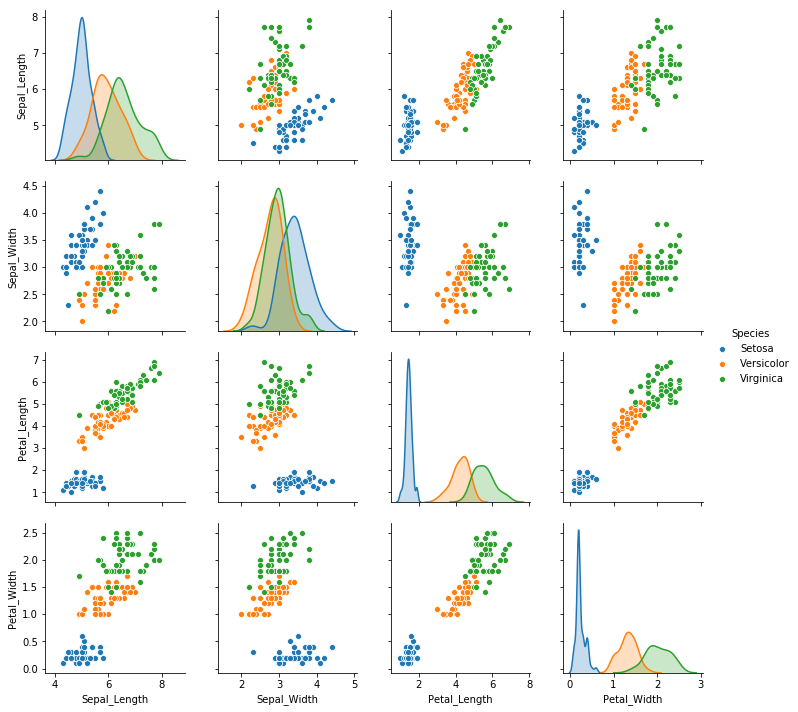 8
7
6
5
Sepal_Length
4.5
4.0
3.5
3.0
2.5
2.0
Sepal_Width
Species
Setosa
Versicolor
Virginica
7
6
5
4
3
2
1
Petal_Length
2.5
2.0
1.5
1.0
0.5
0.0
Petal_Width
4 6 8
2 3 4 5
2 4 6 8
0 1 2 3
Sepal_Length Sepal_Width Petal_Length Petal_Width